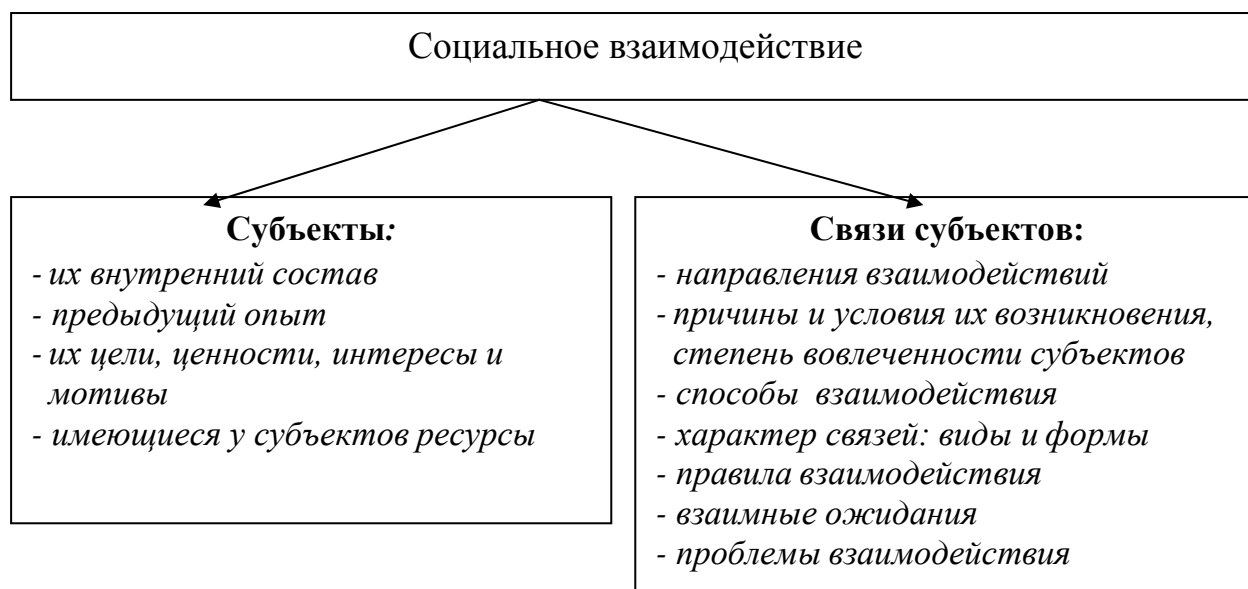 Социальное взаимодействие
Субъекты:
- их внутренний состав
- предыдущий опыт
- их цели, ценности, интересы и
мотивы
- имеющиеся у субъектов ресурсы
Связи субъектов:
- направления взаимодействий
- причины и условия их возникновения,
степень вовлеченности субъектов
- способы взаимодействия
- характер связей: виды и формы
- правила взаимодействия
- взаимные ожидания
- проблемы взаимодействия